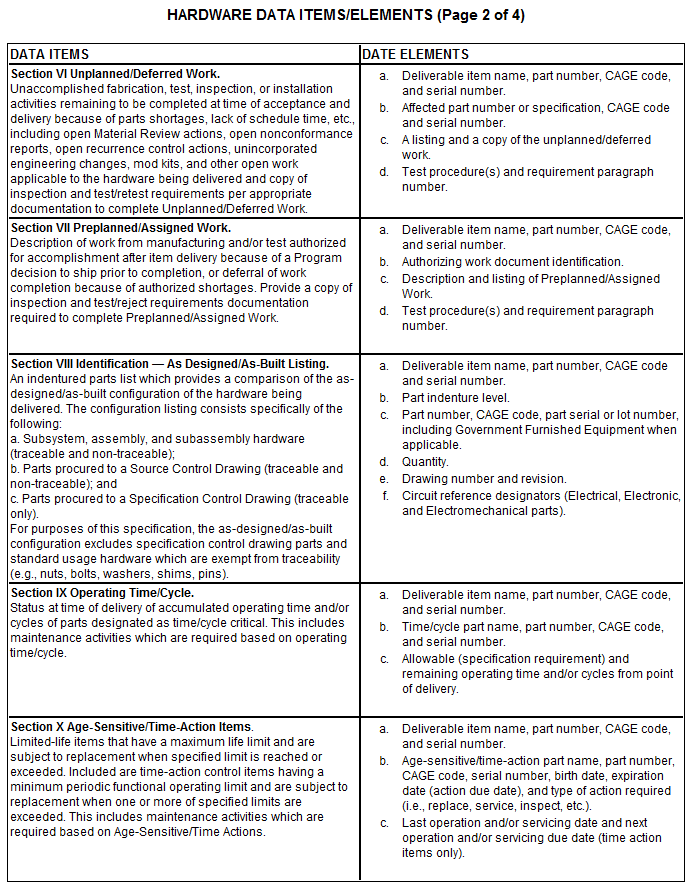 HARDWARE DATA ITEMS/ELEMENTS (Page 2 of 4)
DATA ITEMS
DATE ELEMENTS
Section VI Unplanned/Deferred Work.
Unaccomplished fabrication, test, inspection, or installation
activities remaining to be completed at time of acceptance and
delivery because of parts shortages, lack of schedule time, etc.,
including open Material Review actions, open nonconformance
reports, open recurrence control actions, unincorporated
engineering changes, mod kits, and other open work
applicable to the hardware being delivered and copy of
inspection and test/retest requirements per appropriate
documentation to complete Unplanned/Deferred Work.
a. Deliverable item name, part number, CAGE code,
and serial number.
b. Affected part number or specification, CAGE code
and serial number.
c. A listing and a copy of the unplanned/deferred
work.
d. Test procedure(s) and requirement paragraph
number.
Section VII Preplanned/Assigned Work.
Description of work from manufacturing and/or test authorized
for accomplishment after item delivery because of a Program
decision to ship prior to completion, or deferral of work
completion because of authorized shortages. Provide a copy of
inspection and test/reject requirements documentation
required to complete Preplanned/Assigned Work.
a. Deliverable item name, part number, CAGE code,
and serial number.
b. Authorizing work document identification.
c. Description and listing of Preplanned/Assigned
Work.
d. Test procedure(s) and requirement paragraph
number.
Section VIII Identification — As Designed/As-Built Listing.
An indentured parts list which provides a comparison of the as-
designed/as-built configuration of the hardware being
delivered. The configuration listing consists specifically of the
following:
a. Subsystem, assembly, and subassembly hardware
(traceable and non-traceable);
b. Parts procured to a Source Control Drawing (traceable and
non-traceable); and
c. Parts procured to a Specification Control Drawing (traceable
only).
For purposes of this specification, the as-designed/as-built
configuration excludes specification control drawing parts and
standard usage hardware which are exempt from traceability
(e.g., nuts, bolts, washers, shims, pins).
a. Deliverable item name, part number, CAGE code
and serial number.
b. Part indenture level.
c. Part number, CAGE code, part serial or lot number,
including Government Furnished Equipment when
applicable.
d. Quantity.
e. Drawing number and revision.
f. Circuit reference designators (Electrical, Electronic,
and Electromechanical parts).
Section IX Operating Time/Cycle.
Status at time of delivery of accumulated operating time and/or
cycles of parts designated as time/cycle critical. This includes
maintenance activities which are required based on operating
time/cycle.
a. Deliverable item name, part number, CAGE code,
and serial number.
b. Time/cycle part name, part number, CAGE code,
and serial number.
c. Allowable (specification requirement) and
remaining operating time and/or cycles from point
of delivery.
Section X Age-Sensitive/Time-Action Items.
Limited-life items that have a maximum life limit and are
subject to replacement when specified limit is reached or
exceeded. Included are time-action control items having a
minimum periodic functional operating limit and are subject to
replacement when one or more of specified limits are
exceeded. This includes maintenance activities which are
required based on Age-Sensitive/Time Actions.
a. Deliverable item name, part number, CAGE code,
and serial number.
b. Age-sensitive/time-action part name, part number,
CAGE code, serial number, birth date, expiration
date (action due date), and type of action required
(i.e., replace, service, inspect, etc.).
c. Last operation and/or servicing date and next
operation and/or servicing due date (time action
items only).